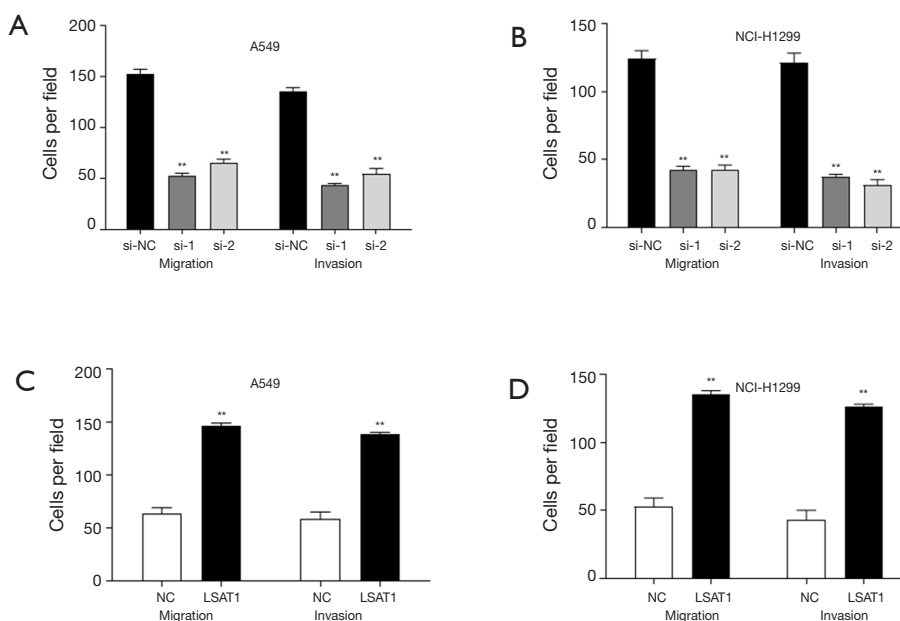 A
A549
Cells per field
200
150
100
50
0
** ** ** **
si-NC si-1 si-2 si-NC si-1 si-2
Migration Invasion
B
NCI-H1299
Cells per field
150
100
50
0
** ** ** **
si-NC si-1 si-2 si-NC si-1 si-2
Migration Invasion
C
A549
Cells per field
200
150
100
50
0
** **
NC LSAT1 NC LSAT1
Migration Invasion
D
NCI-H1299
Cells per field
150
100
50
0
** **
NC LSAT1 NC LSAT1
Migration Invasion